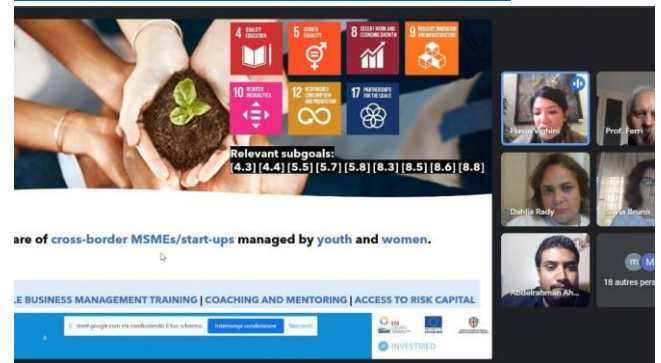 4 QUALITY EDUCATION
5 GENDER EQUALITY
8 DECENT WORK AND ECONOMIC GROWTH
9 INDUSTRY, INNOVATION AND INFRASTRUCTURE
10 REDUCED INEQUALITIES
12 RESPONSIBLE CONSUMPTION AND PRODUCTION
17 PARTNERSHIPS FOR THE GOALS
Relevant subgoals:
[4.3] [4.4] [5.5] [5.7] [5.8] [8.3] [8.5] [8.6] [8.8]
are of cross-border MSMEs/start-ups managed by youth and women.
LE BUSINESS MANAGEMENT TRAINING | COACHING AND MENTORING | ACCESS TO RISK CAPITAL
meet.google.com sta condividendo il tuo schermo. Interrompi condivisione Nascondi
INVESTMED
Flavia Vighini
Prof. Ferri
Dahlia Rady
Silvia Bruno
Abdelrahman Ah...
m M
18 autres pers